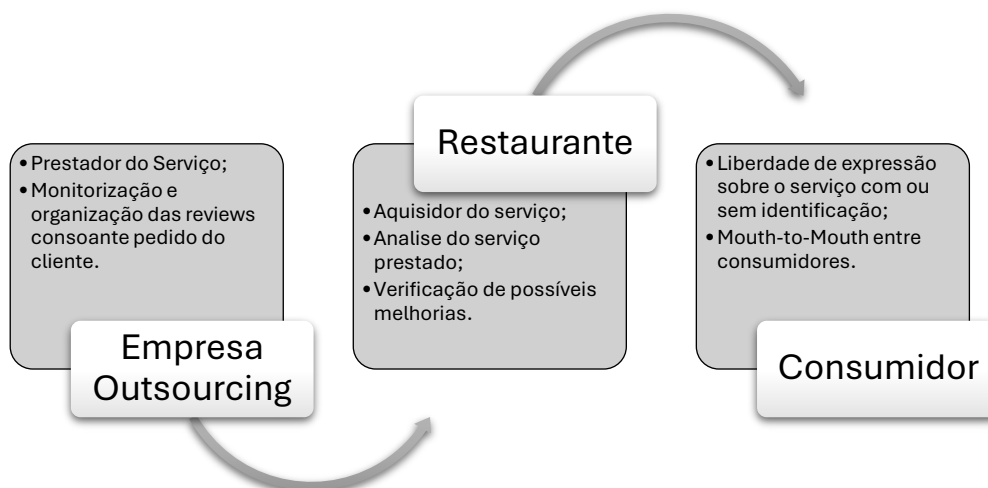 • Prestador do Serviço;
• Monitorização e
organização das reviews
consoante pedido do
cliente.
Empresa
Outsourcing
Restaurante
• Aquisidor do serviço;
• Analise do serviço
prestado;
• Verificação de possíveis
melhorias.
• Liberdade de expressão
sobre o serviço com ou
sem identificação;
• Mouth-to-Mouth entre
consumidores.
Consumidor